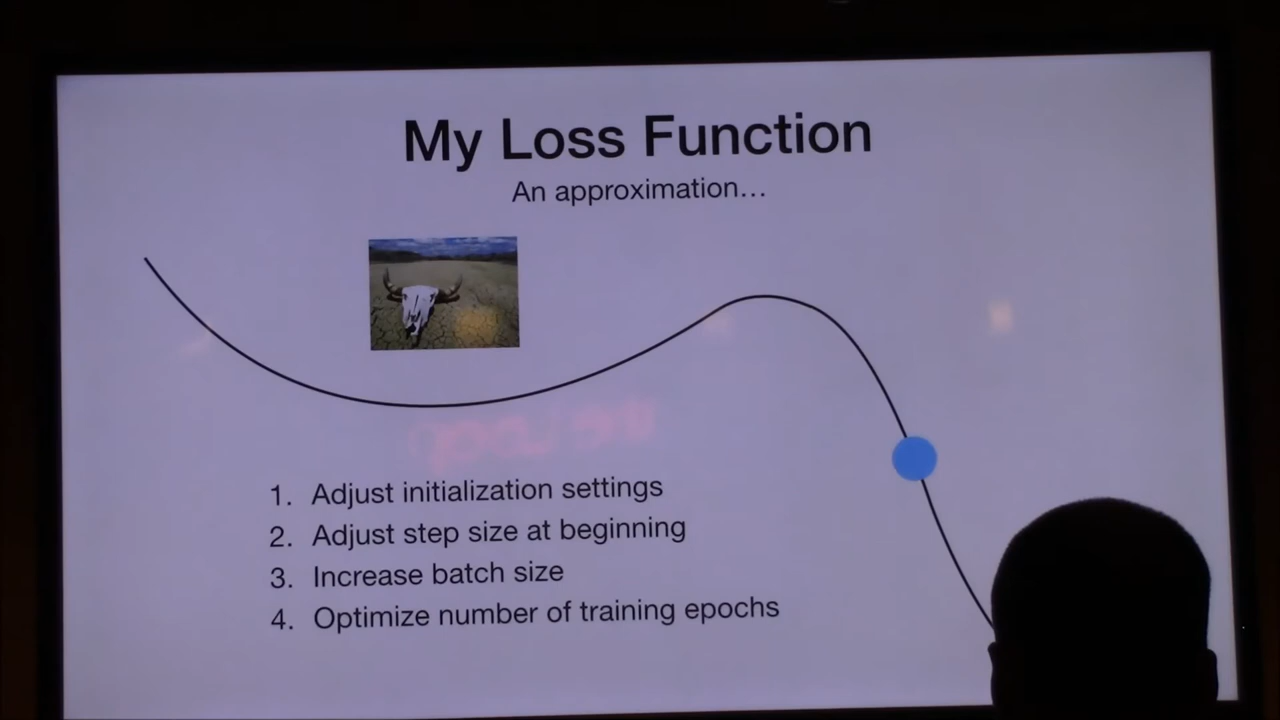 My Loss Function
An approximation…
1. Adjust initialization settings
2. Adjust step size at beginning
3. Increase batch size
4. Optimize number of training epochs